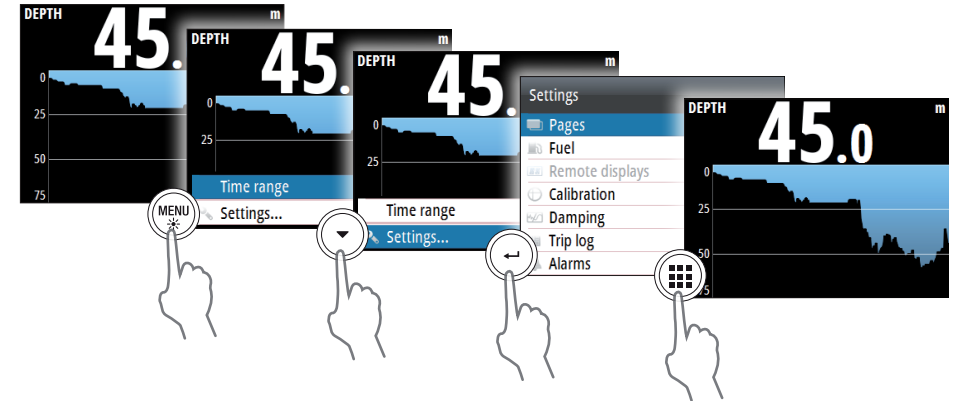 DEPTH m
45.
0
25
50
75
MENU
DEPTH m
45.
0
25
Time range
Settings...
DEPTH m
45.
0
25
Time range
Settings...
Settings
Pages
Fuel
Remote displays
Calibration
Damping
Trip log
Alarms
DEPTH m
45.0
0
25
50
75